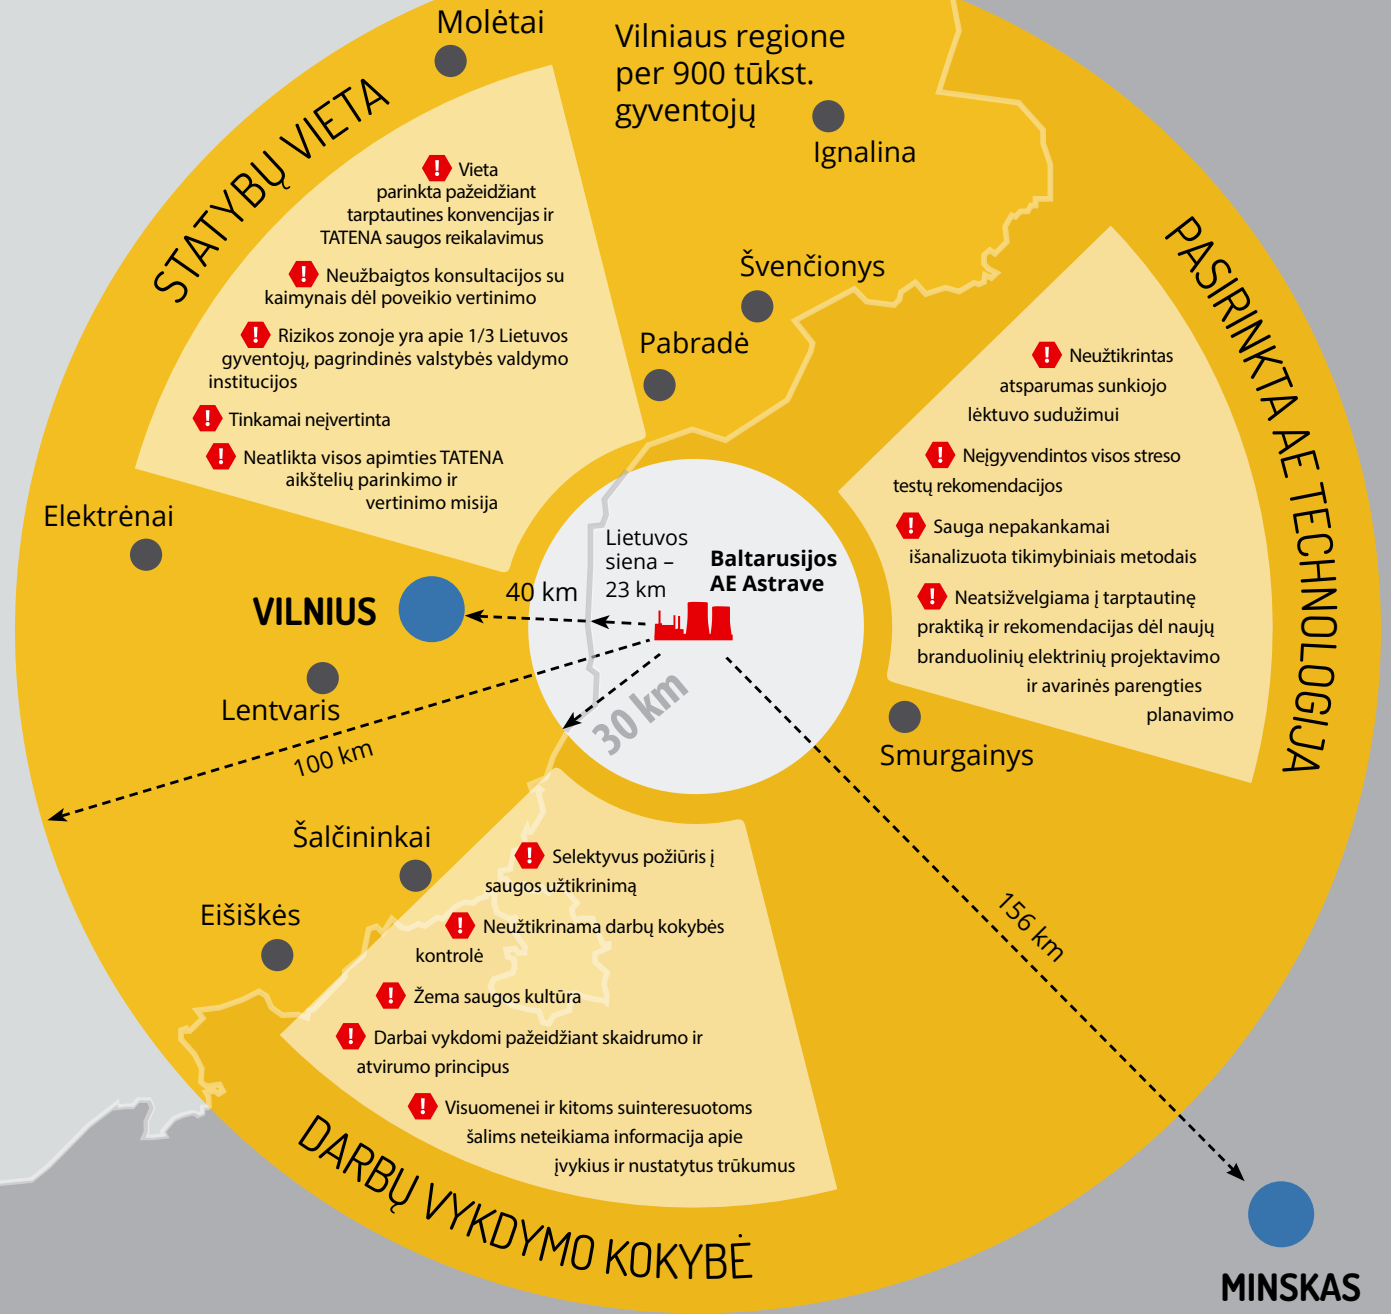 Molėtai
Vilniaus regione
per 900 tūkst.
gyventojų
Ignalina
Švenčionys
Pabradė
STATYBŲ VIETA
Vieta
parinkta pažeidžiant
tarptautines konvencijas ir
TATENA saugos reikalavimus
Neužbaigtos konsultacijos su
kaimynais dėl poveikio vertinimo
Rizikos zonoje yra apie 1/3 Lietuvos
gyventojų, pagrindinės valstybės valdymo
institucijos
Tinkamai neįvertinta
Neatlikta visos apimties TATENA
aikštelių parinkimo ir
vertinimo misija
PASIRINKTA AE TECHNOLOGIJA
Neužtikrintas
atsparumas sunkiojo
lėktuvo sudužimui
Neįgyvendintos visos streso
testų rekomendacijos
Sauga nepakankamai
išanalizuota tikimybiniais metodais
Neatsižvelgiama į tarptautinę
praktiką ir rekomendacijas dėl naujų
branduolinių elektrinių projektavimo
ir avarinės parengties
planavimo
Elektrėnai
VILNIUS
40 km
Lietuvos
siena –
23 km
Baltarusijos
AE Astrave
30 km
Lentvaris
100 km
Smurgainys
Šalčininkai
Eišiškės
156 km
Selektyvus požiūris į
saugos užtikrinimą
Neužtikrinama darbų kokybės
kontrolė
Žema saugos kultūra
Darbai vykdomi pažeidžiant skaidrumo ir
atvirumo principus
Visuomenei ir kitoms suinteresuotoms
šalims neteikiama informacija apie
įvykius ir nustatytus trūkumus
DARBŲ VYKDYMO KOKYBĖ
MINSKAS